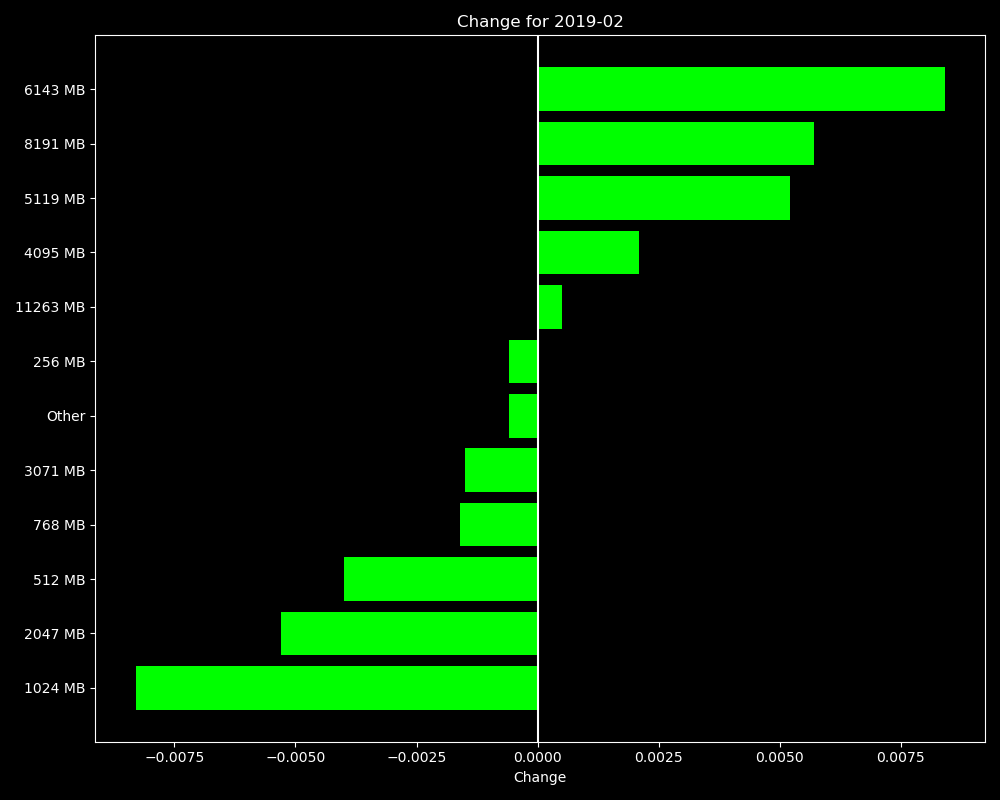 Change for 2019-02
6143 MB
8191 MB
5119 MB
4095 MB
11263 MB
256 MB
Other
3071 MB
768 MB
512 MB
2047 MB
1024 MB
−0.0075 −0.0050 −0.0025 0.0000 0.0025 0.0050 0.0075
Change